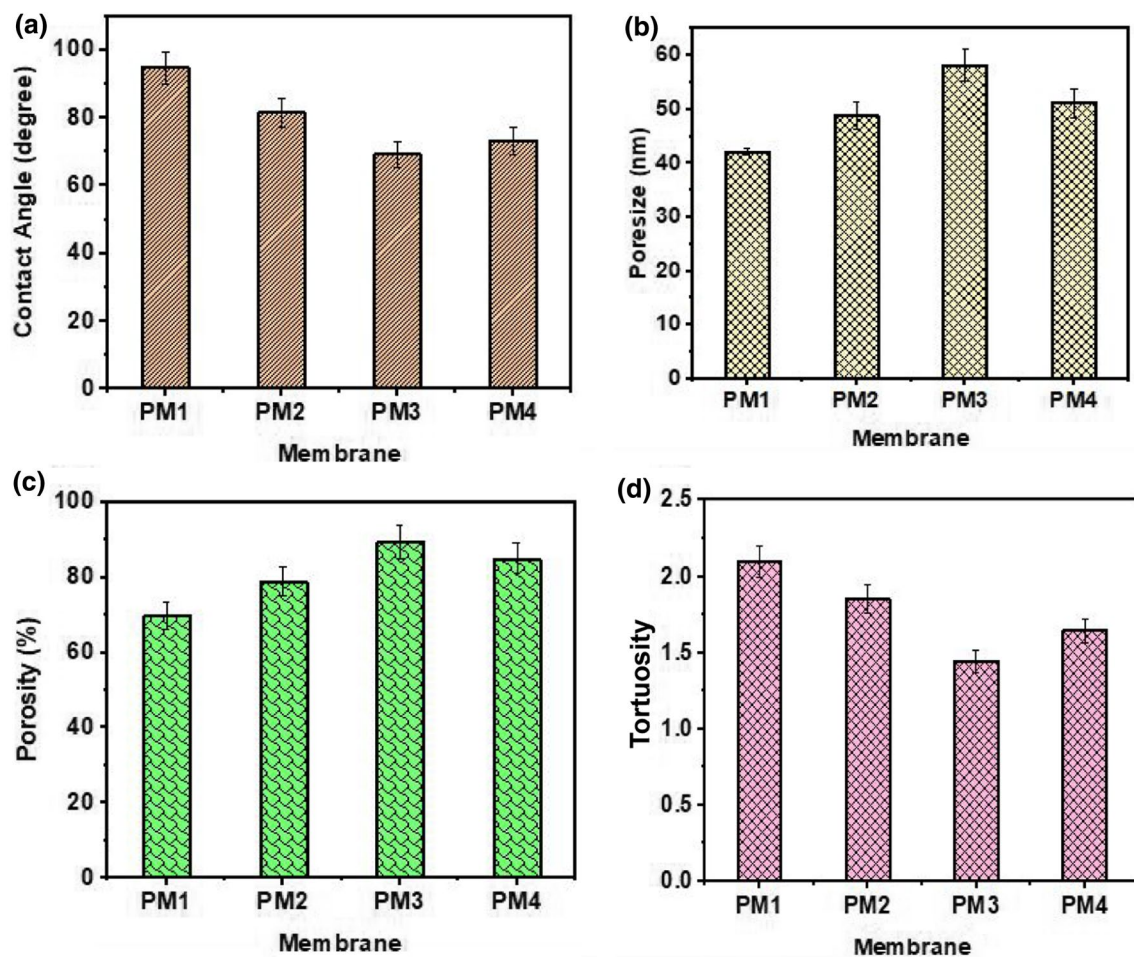 (a)
Contact Angle (degree)
100
80
60
40
20
0
PM1 PM2 PM3 PM4
Membrane
(b)
Poresize (nm)
60
50
40
30
20
10
0
PM1 PM2 PM3 PM4
Membrane
(c)
Porosity (%)
100
80
60
40
20
0
PM1 PM2 PM3 PM4
Membrane
(d)
Tortuosity
2.5
2.0
1.5
1.0
0.5
0.0
PM1 PM2 PM3 PM4
Membrane